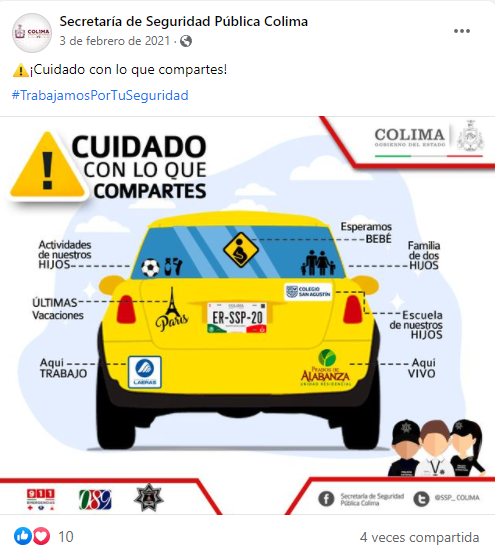 Secretaría de Seguridad Pública Colima
3 de febrero de 2021 ·
¡Cuidado con lo que compartes!
#TrabajamosPorTuSeguridad
CUIDADO
CON LO QUE
COMPARTES
COLIMA
GOBIERNO DEL ESTADO
Esperamos
BEBÉ
Actividades
de nuestros
HIJOS
Familia
de dos
HIJOS
ÚLTIMAS
Vacaciones
Paris
COLIMA
ER-SSP-20
COLEGIO
SAN AGUSTÍN
Escuela
de nuestros
HIJOS
Aqui
TRABAJO
PRADOS DE
ALABANZA
UNIDAD RESIDENCIAL
Aqui
VIVO
911
EMERGENCIAS
089
Secretaría de Seguridad
Pública Colima
@SSP_COLIMA
10
4 veces compartida